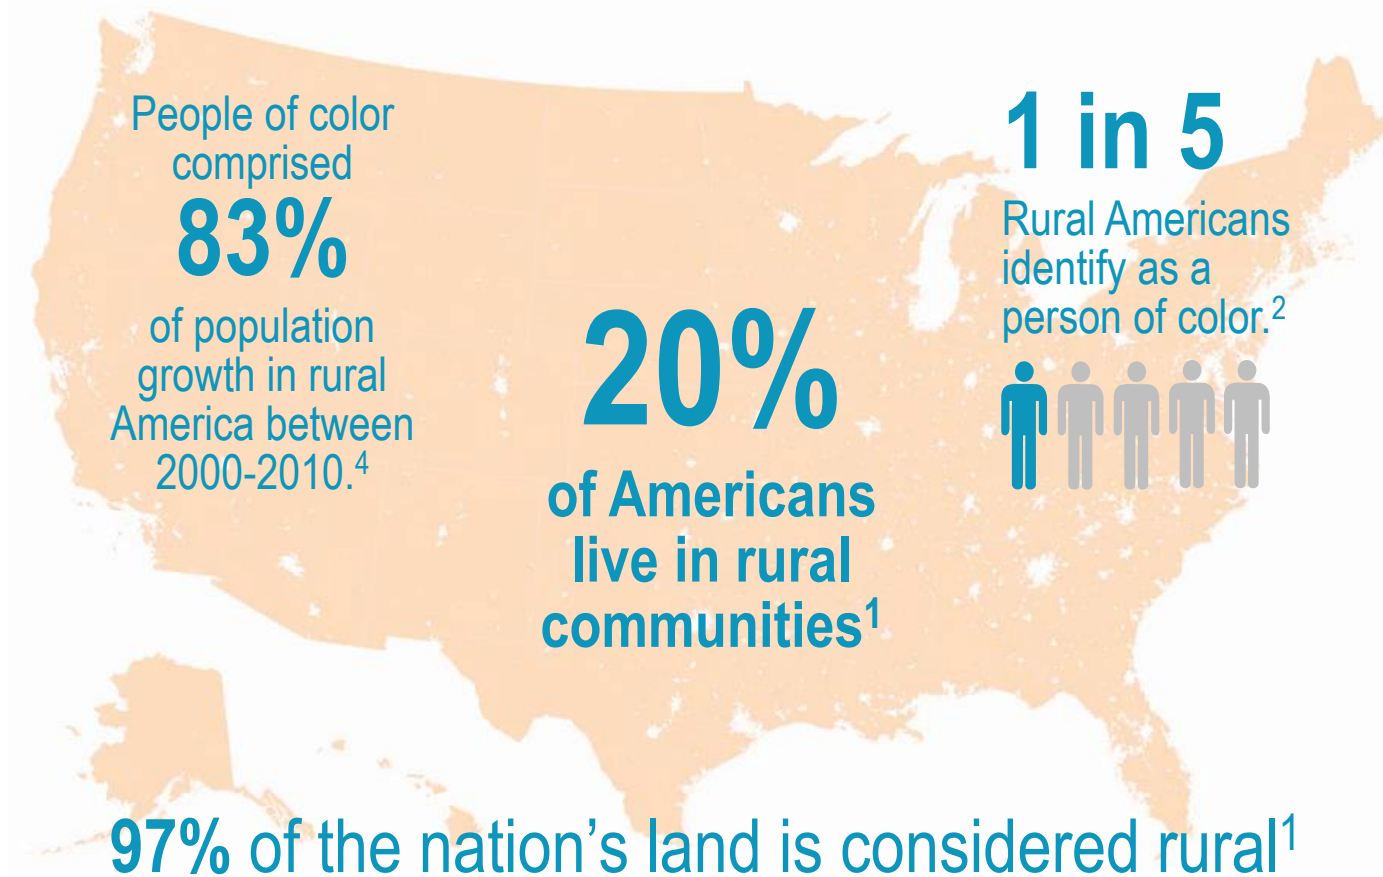 People of color
comprised
83%
of population
growth in rural
America between
2000-2010.4
20%
of Americans
live in rural
communities1
1 in 5
Rural Americans
identify as a
person of color.2
97% of the nation’s land is considered rural1